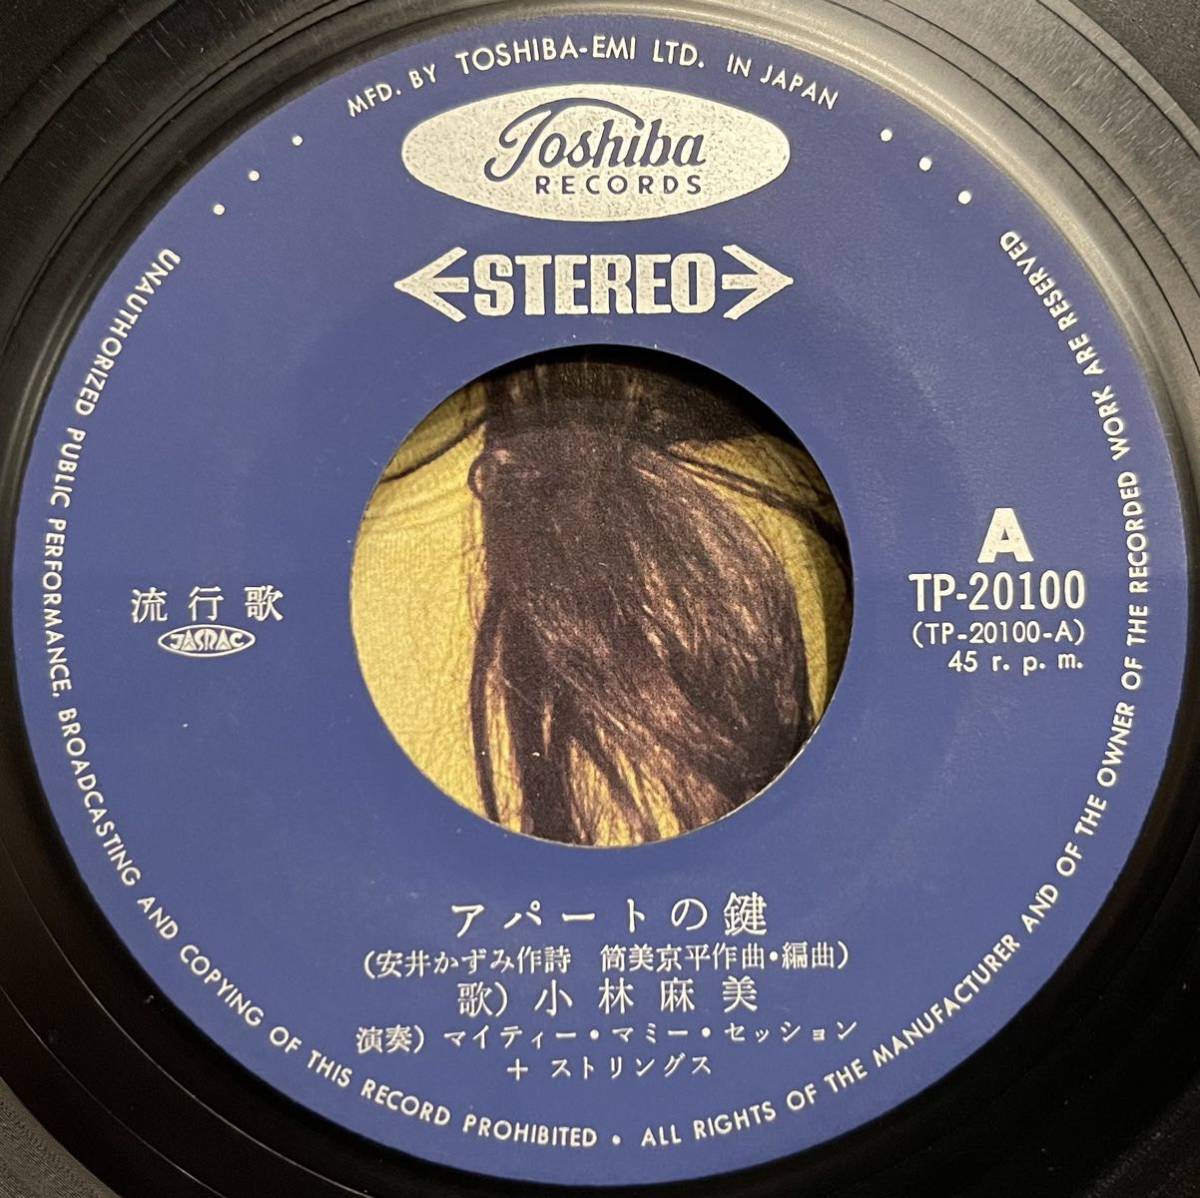 MFD. BY TOSHIBA-EMI LTD. IN JAPAN
Toshiba
RECORDS
STEREO
A
TP-20100
(TP-20100-A)
45 r.p.m.
流行歌
JASRAC
アパートの鍵
(安井かずみ作詩 筒美京平作曲・編曲)
歌) 小林麻美
演奏) マイティー・マミー・セッション
+ ストリングス
UNAUTHORIZED PUBLIC PERFORMANCE, BROADCASTING AND COPYING OF THIS RECORD PROHIBITED • ALL RIGHTS OF THE MANUFACTURER AND OF THE OWNER OF THE RECORDED WORK ARE RESERVED